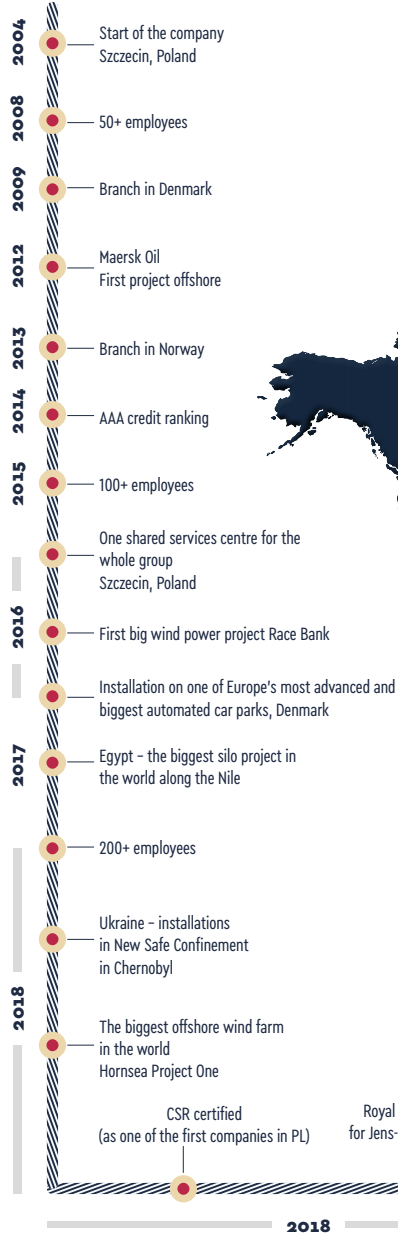 2004
Start of the company
Szczecin, Poland
2008
50+ employees
2009
Branch in Denmark
2012
Maersk Oil
First project offshore
2013
Branch in Norway
2014
AAA credit ranking
2015
100+ employees
One shared services centre for the
whole group
Szczecin, Poland
2016
First big wind power project Race Bank
Installation on one of Europe's most advanced and
biggest automated car parks, Denmark
2017
Egypt – the biggest silo project in
the world along the Nile
200+ employees
Ukraine – installations
in New Safe Confinement
in Chernobyl
2018
The biggest offshore wind farm
in the world
Hornsea Project One
CSR certified
(as one of the first companies in PL)
Royal
for Jens-
2018